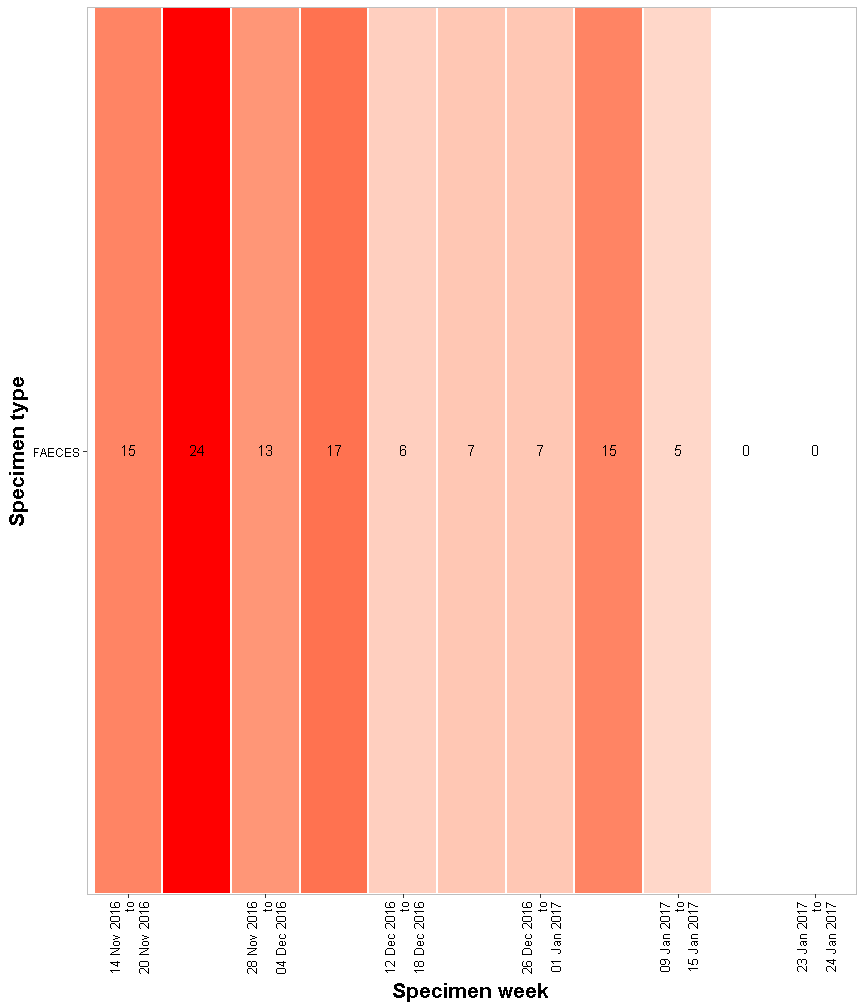 Specimen type
FAECES
15 24 13 17 6 7 7 15 5 0 0
14 Nov 2016
to
20 Nov 2016
28 Nov 2016
to
04 Dec 2016
12 Dec 2016
to
18 Dec 2016
26 Dec 2016
to
01 Jan 2017
09 Jan 2017
to
15 Jan 2017
23 Jan 2017
to
24 Jan 2017
Specimen week